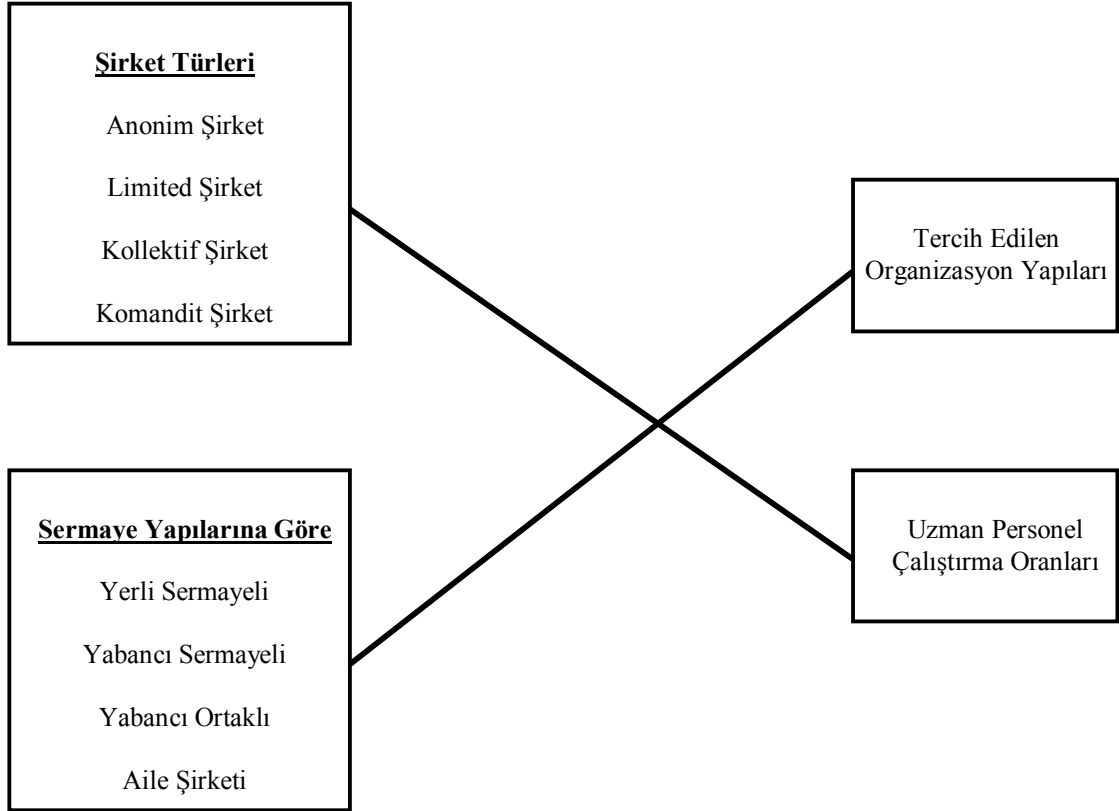 Şirket Türleri
Anonim Şirket
Limited Şirket
Kollektif Şirket
Komandit Şirket
Tercih Edilen
Organizasyon Yapıları
Sermaye Yapılarına Göre
Yerli Sermayeli
Yabancı Sermayeli
Yabancı Ortaklı
Aile Şirketi
Uzman Personel
Çalıştırma Oranları